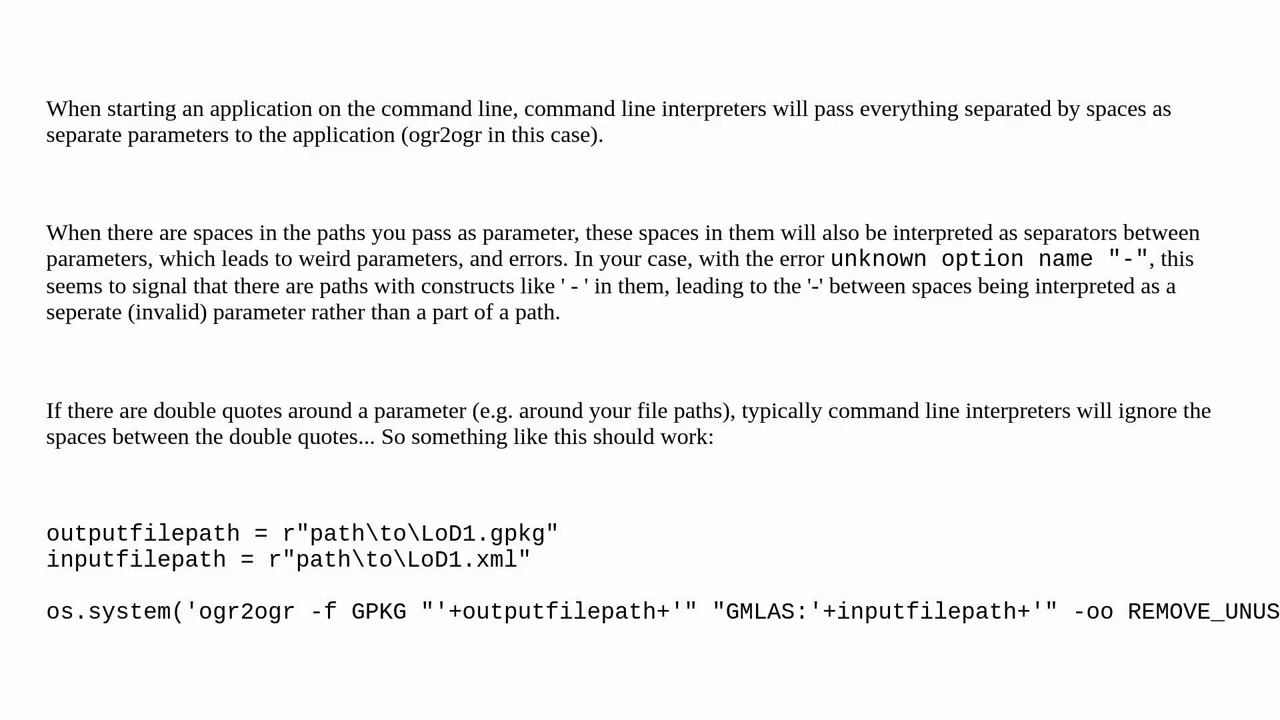 When starting an application on the command line, command line interpreters will pass everything separated by spaces as
separate parameters to the application (ogr2ogr in this case).
When there are spaces in the paths you pass as parameter, these spaces in them will also be interpreted as separators between
parameters, which leads to weird parameters, and errors. In your case, with the error unknown option name "-", this
seems to signal that there are paths with constructs like ' - ' in them, leading to the '-' between spaces being interpreted as a
seperate (invalid) parameter rather than a part of a path.
If there are double quotes around a parameter (e.g. around your file paths), typically command line interpreters will ignore the
spaces between the double quotes... So something like this should work:
outputfilepath = r"path\to\LoD1.gpkg"
inputfilepath = r"path\to\LoD1.xml"
os.system('ogr2ogr -f GPKG "'+outputfilepath+'" "GMLAS:'+inputfilepath+'" -oo REMOVE_UNUS